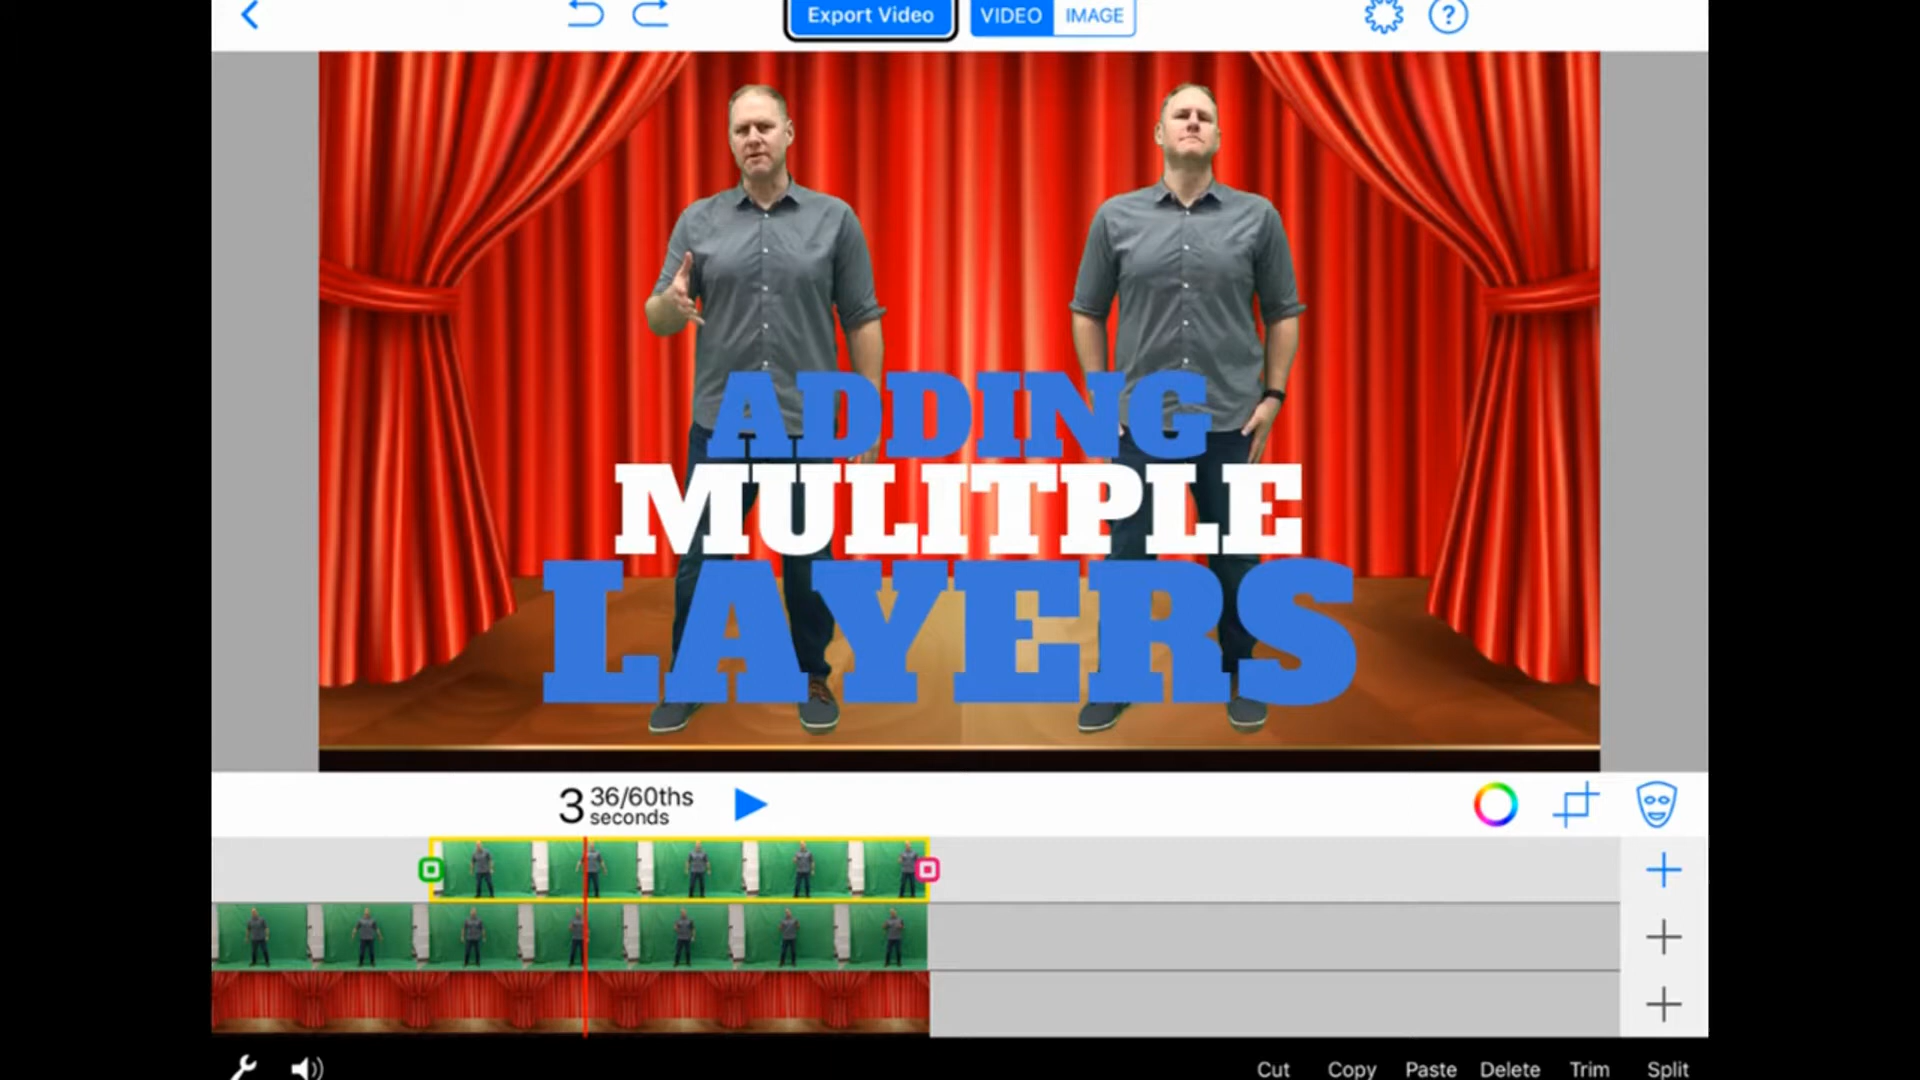 Export Video
VIDEO
IMAGE
?
ADDING
MULITPLE
LAYERS
3 36/60ths
seconds
Cut
Copy
Paste
Delete
Trim
Split